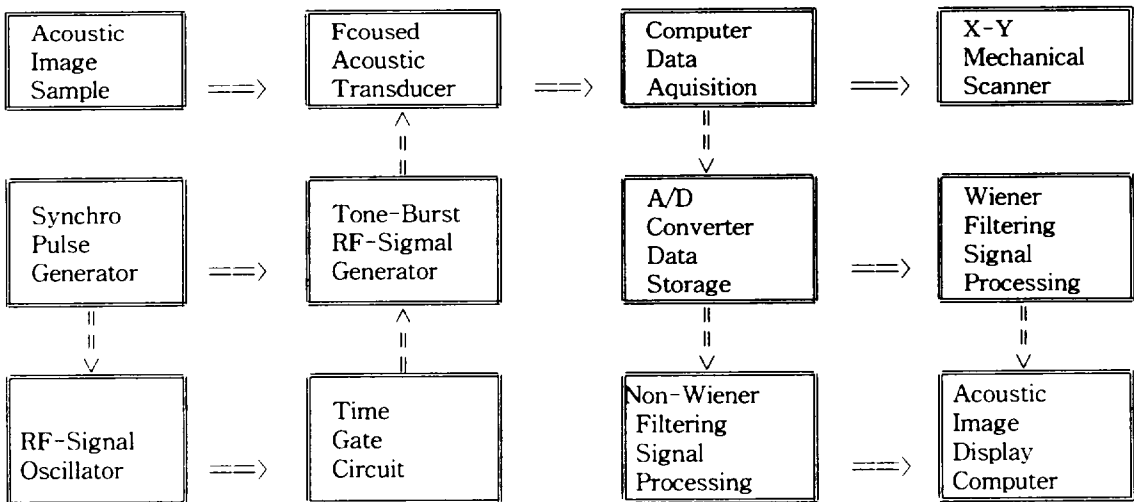 Acoustic
Image
Sample
Fcoused
Acoustic
Transducer
Computer
Data
Aquisition
X-Y
Mechanical
Scanner
Synchro
Pulse
Generator
Tone-Burst
RF-Sigmal
Generator
A/D
Converter
Data
Storage
Wiener
Filtering
Signal
Processing
RF-Signal
Oscillator
Time
Gate
Circuit
Non-Wiener
Filtering
Signal
Processing
Acoustic
Image
Display
Computer